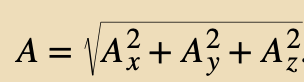 A = √(A_x^2 + A_y^2 + A_z^2)